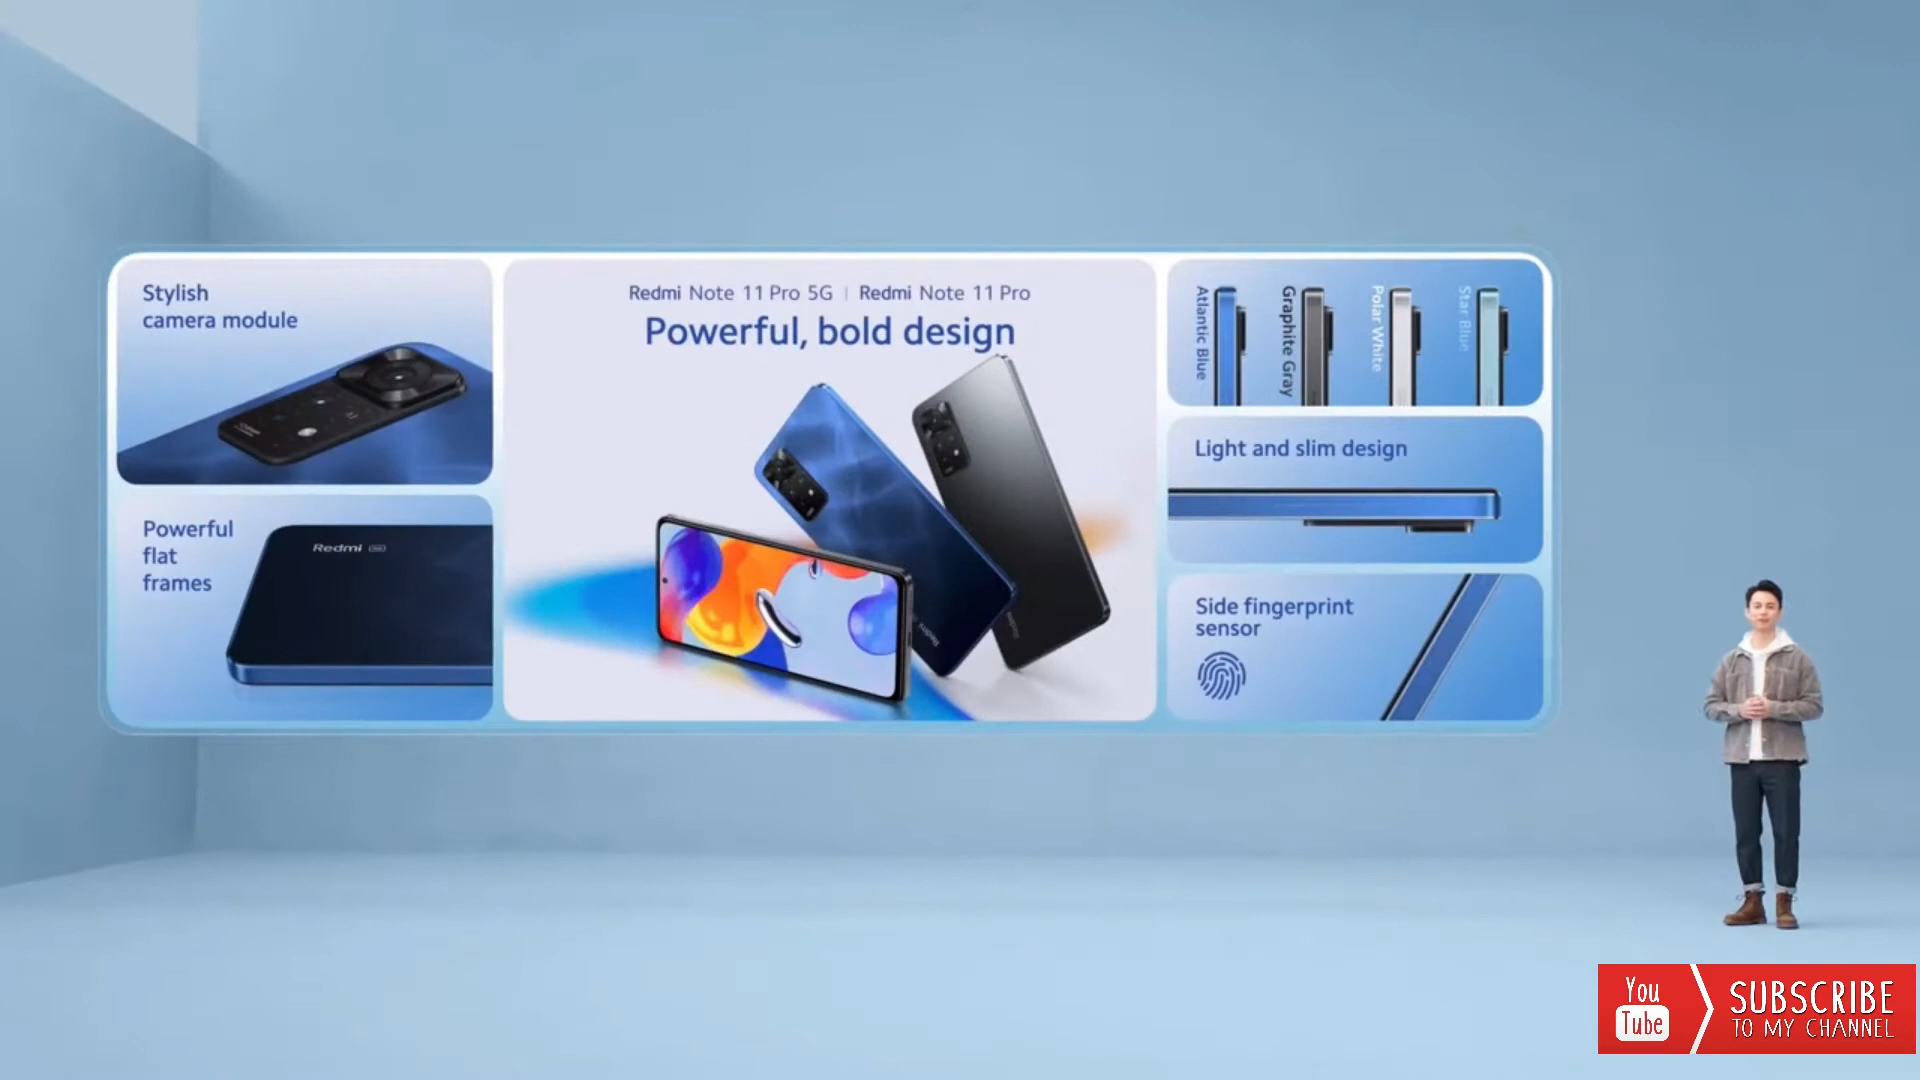 Stylish
camera module
Powerful
flat
frames
Redmi
Redmi Note 11 Pro 5G | Redmi Note 11 Pro
Powerful, bold design
Redmi
Atlantic Blue
Graphite Gray
Polar White
Star Blue
Light and slim design
Side fingerprint
sensor
You
Tube
SUBSCRIBE
TO MY CHANNEL